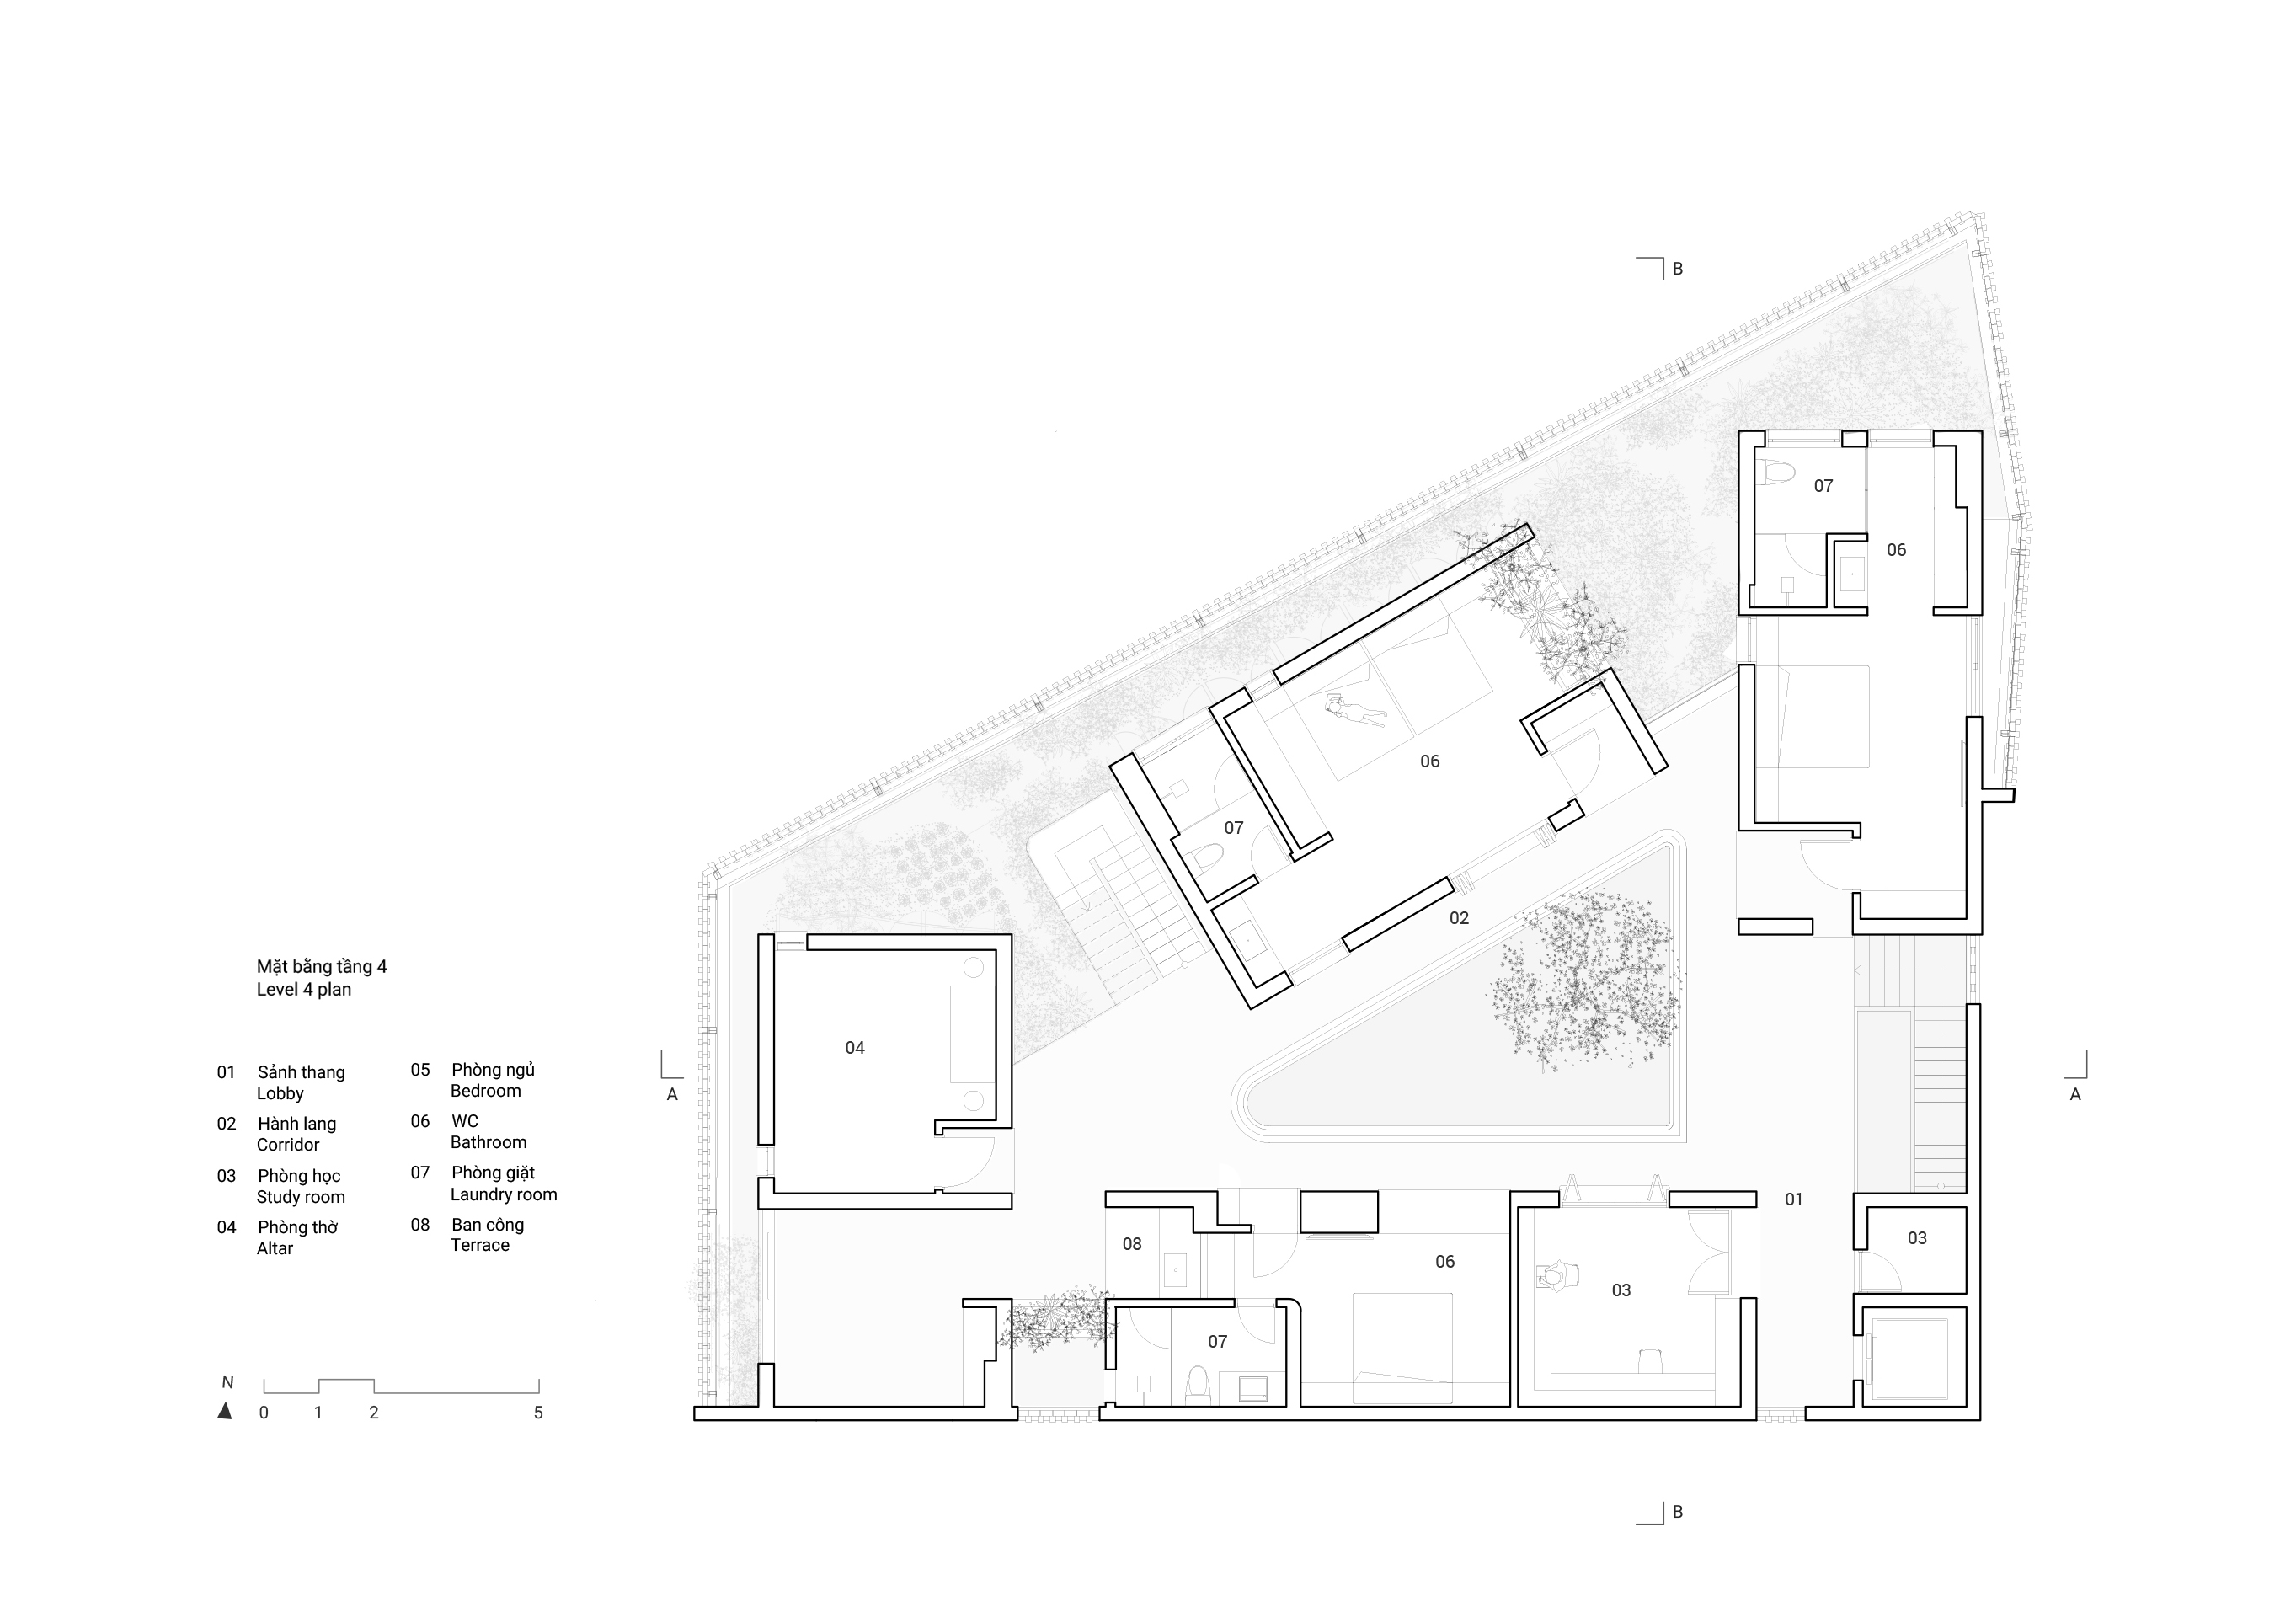 B
07
06
06
07
02
Mặt bằng tầng 4
Level 4 plan
04
01 Sảnh thang
Lobby
02 Hành lang
Corridor
03 Phòng học
Study room
04 Phòng thờ
Altar
05 Phòng ngủ
Bedroom
06 WC
Bathroom
07 Phòng giặt
Laundry room
08 Ban công
Terrace
A
A
01
08
06
03
03
07
N
0 1 2 5
B